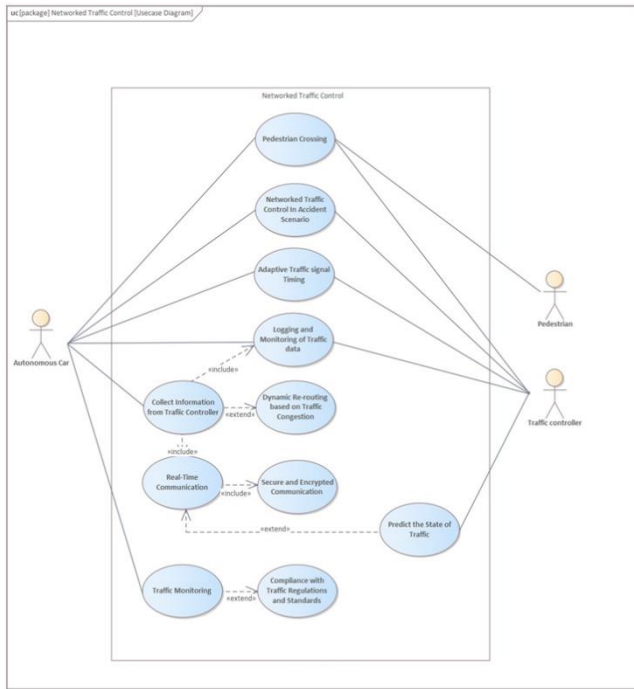 uc [package] Networked Traffic Control [Usecase Diagram]
Networked Traffic Control
Pedestrian Crossing
Networked Traffic
Control In Accident
Scenario
Adaptive Traffic signal
Timing
Pedestrian
Logging and
Monitoring of Traffic
data
Autonomous Car
«include»
Collect Information
from Traffic Controller
«extend»
Dynamic Re-routing
based on Traffic
Congestion
Traffic controller
«include»
Real-Time
Communication
«include»
Secure and Encrypted
Communication
«extend»
Predict the State of
Traffic
Traffic Monitoring
«extend»
Compliance with
Traffic Regulations
and Standards